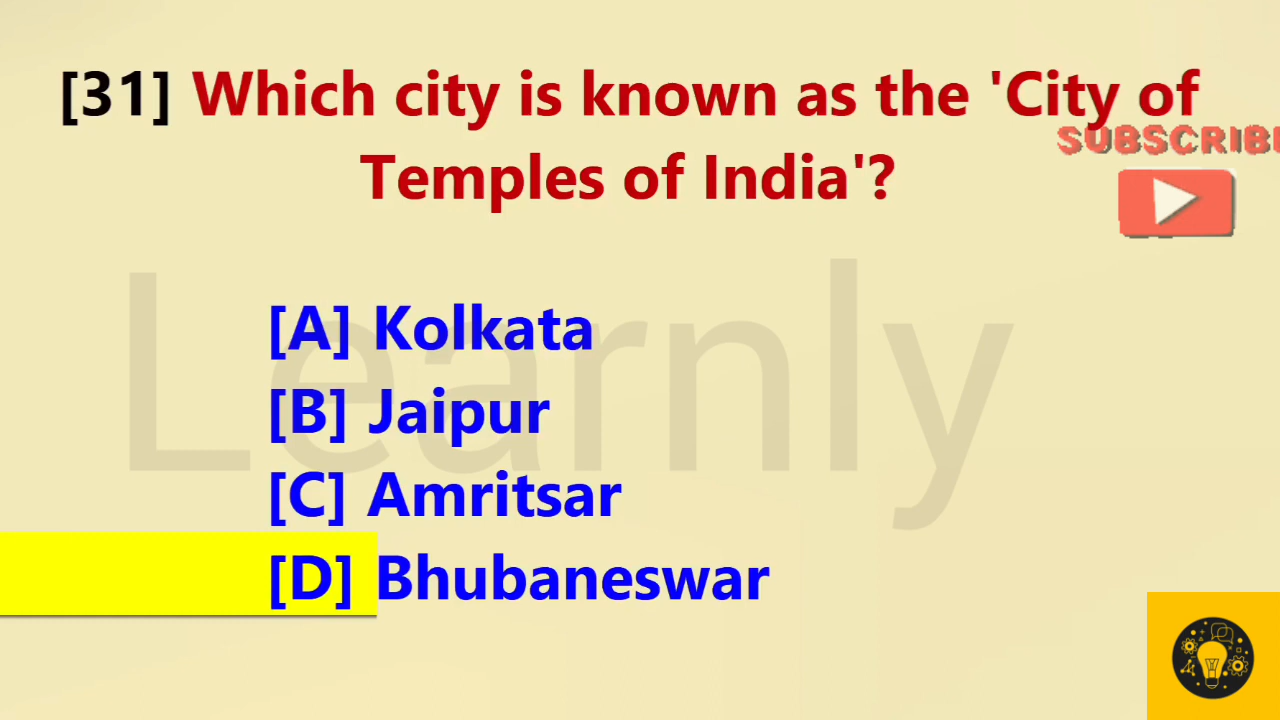 [31] Which city is known as the 'City of
Temples of India'?
SUBSCRIBE
Learnly
[A] Kolkata
[B] Jaipur
[C] Amritsar
[D] Bhubaneswar